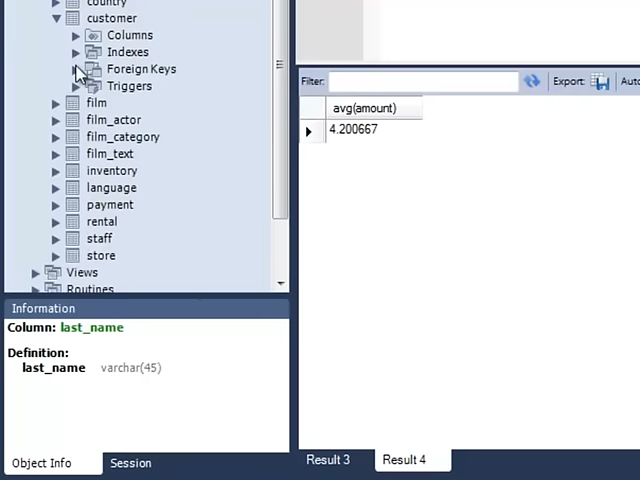 country
customer
Columns
Indexes
Foreign Keys
Triggers
film
film_actor
film_category
film_text
inventory
language
payment
rental
staff
store
Views
Routines
Information
Column: last_name
Definition:
last_name varchar(45)
Object Info Session
Filter: Export:
avg(amount)
4.200667
Result 3 Result 4